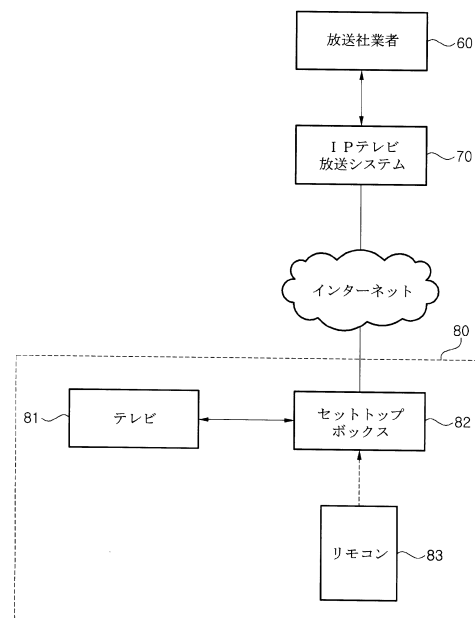 放送社業者
60
ＩＰテレビ
放送システム
70
インターネット
80
81
テレビ
セットトップ
ボックス
82
リモコン
83